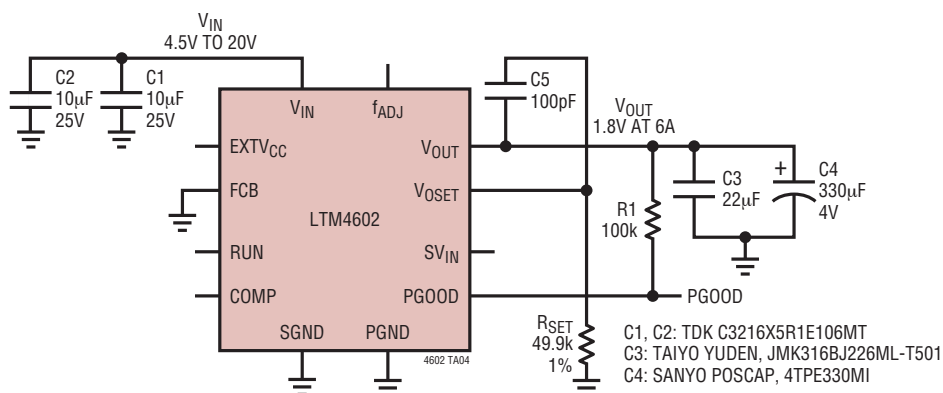 VIN
4.5V TO 20V
C2
10μF
25V
C1
10μF
25V
VIN
fADJ
EXTVCC
FCB
RUN
COMP
LTM4602
VOUT
VOSET
SVIN
PGOOD
SGND
PGND
4602 TA04
C5
100pF
VOUT
1.8V AT 6A
R1
100k
C3
22μF
+
C4
330μF
4V
PGOOD
RSET
49.9k
1%
C1, C2: TDK C3216X5R1E106MT
C3: TAIYO YUDEN, JMK316BJ226ML-T501
C4: SANYO POSCAP, 4TPE330MI